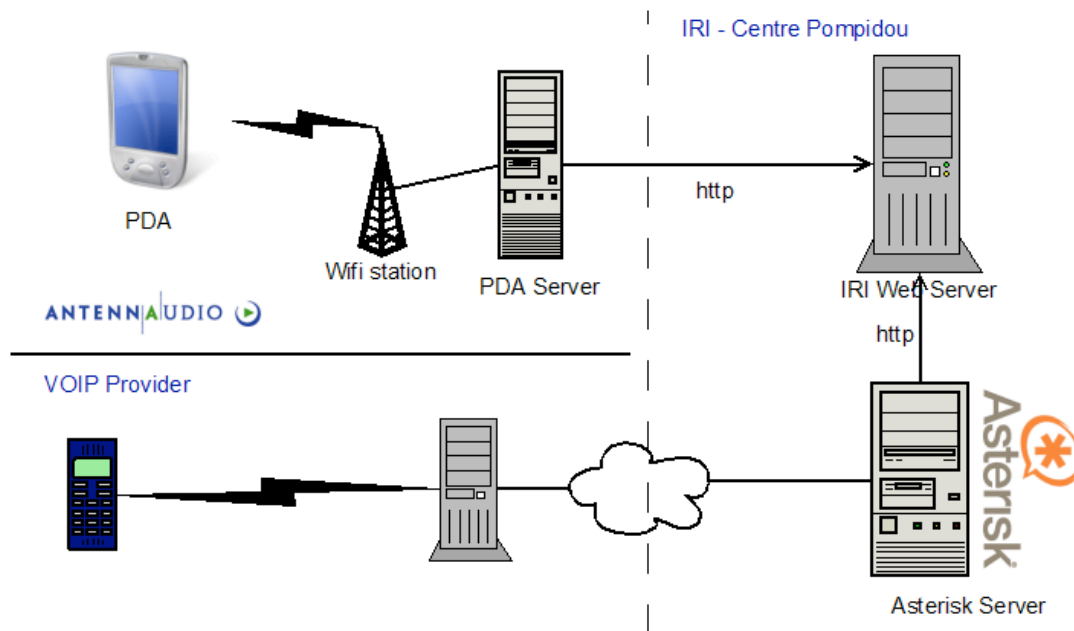 IRI - Centre Pompidou
PDA
Wifi station
PDA Server
http
IRI Web Server
ANTENNAUDIO
http
VOIP Provider
Asterisk
Asterisk Server